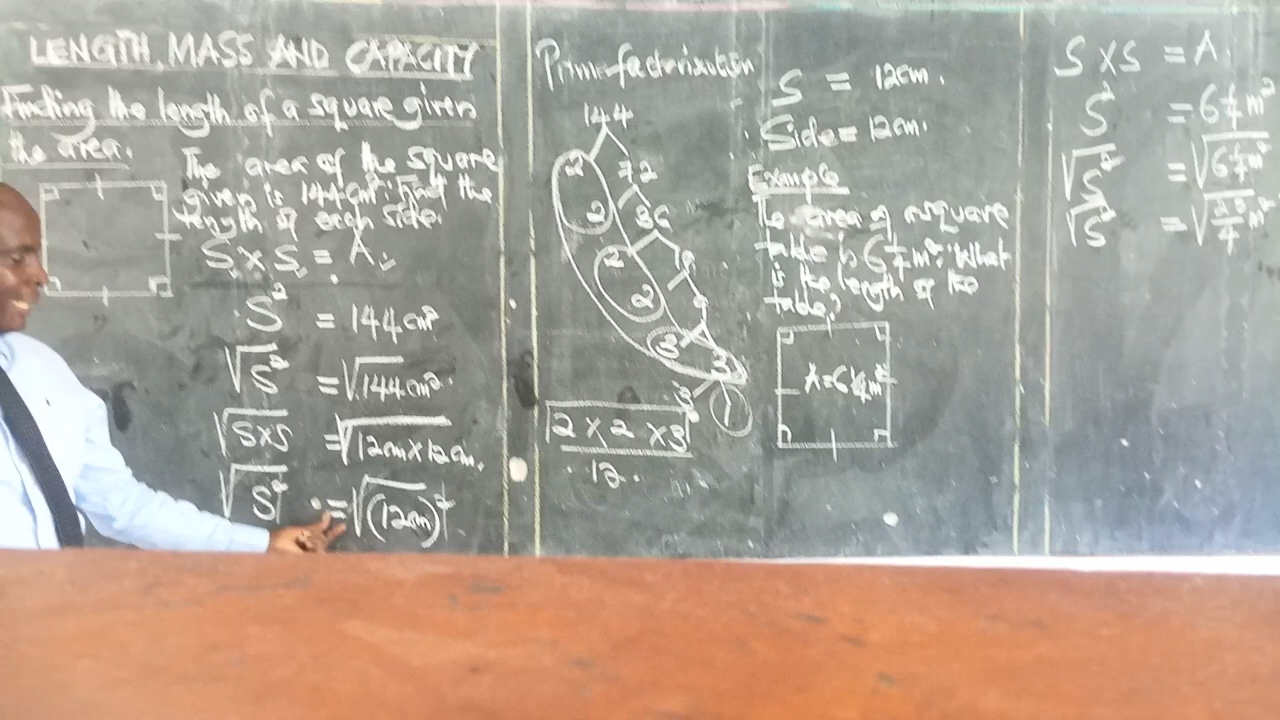 LENGTH, MASS AND CAPACITY
Finding the length of a square given
the area.
The area of the square
given is 144cm². find the
length of each side.
S × S = A
S² = 144cm²
√S² = √144cm².
√S×S = √12cm×12cm.
√S² = √(12cm)²
Prime factorization
144
2 72
2 36
2 18
2 9
3 3
3 1
2 × 2 × 3
12.
S = 12cm.
Side = 12cm.
Example
The area of a square
table is 6 1/4 m². What
is the length of the
table?
A=6 1/4 m²
S × S = A.
S² = 6 1/4 m²
√S² = √6 1/4 m²
√S² = √25/4 m²